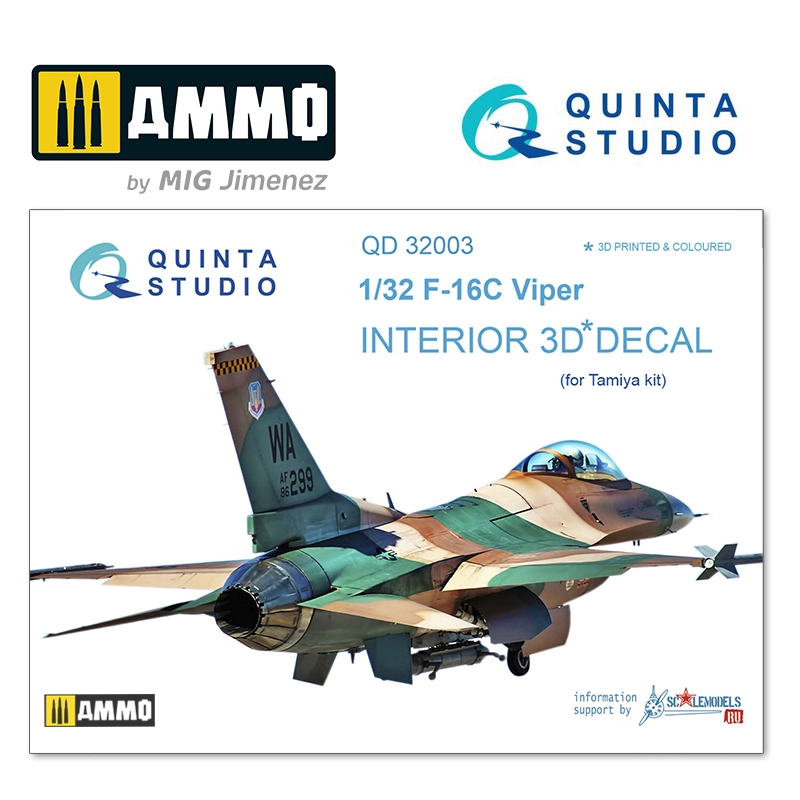 AMMO
by MIG Jimenez
QUINTA
STUDIO
QUINTA
STUDIO
QD 32003
* 3D PRINTED & COLOURED
1/32 F-16C Viper
INTERIOR 3D* DECAL
(for Tamiya kit)
WA
AF
86 299
AMMO
information
support by
SCALEMODELS
.RU